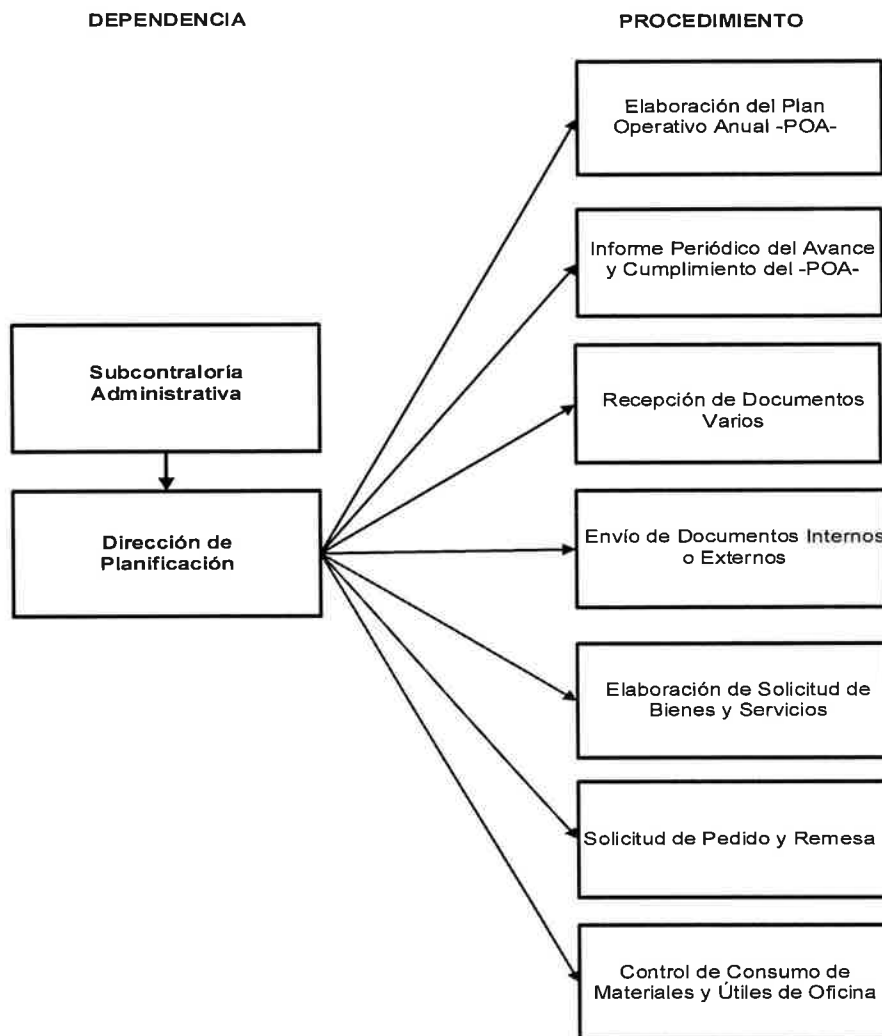 DEPENDENCIA
PROCEDIMIENTO
Elaboración del Plan
Operativo Anual -POA-
Informe Periódico del Avance
y Cumplimiento del -POA-
Subcontraloría
Administrativa
Recepción de Documentos
Varios
Dirección de
Planificación
Envío de Documentos Internos
o Externos
Elaboración de Solicitud de
Bienes y Servicios
Solicitud de Pedido y Remesa
Control de Consumo de
Materiales y Útiles de Oficina